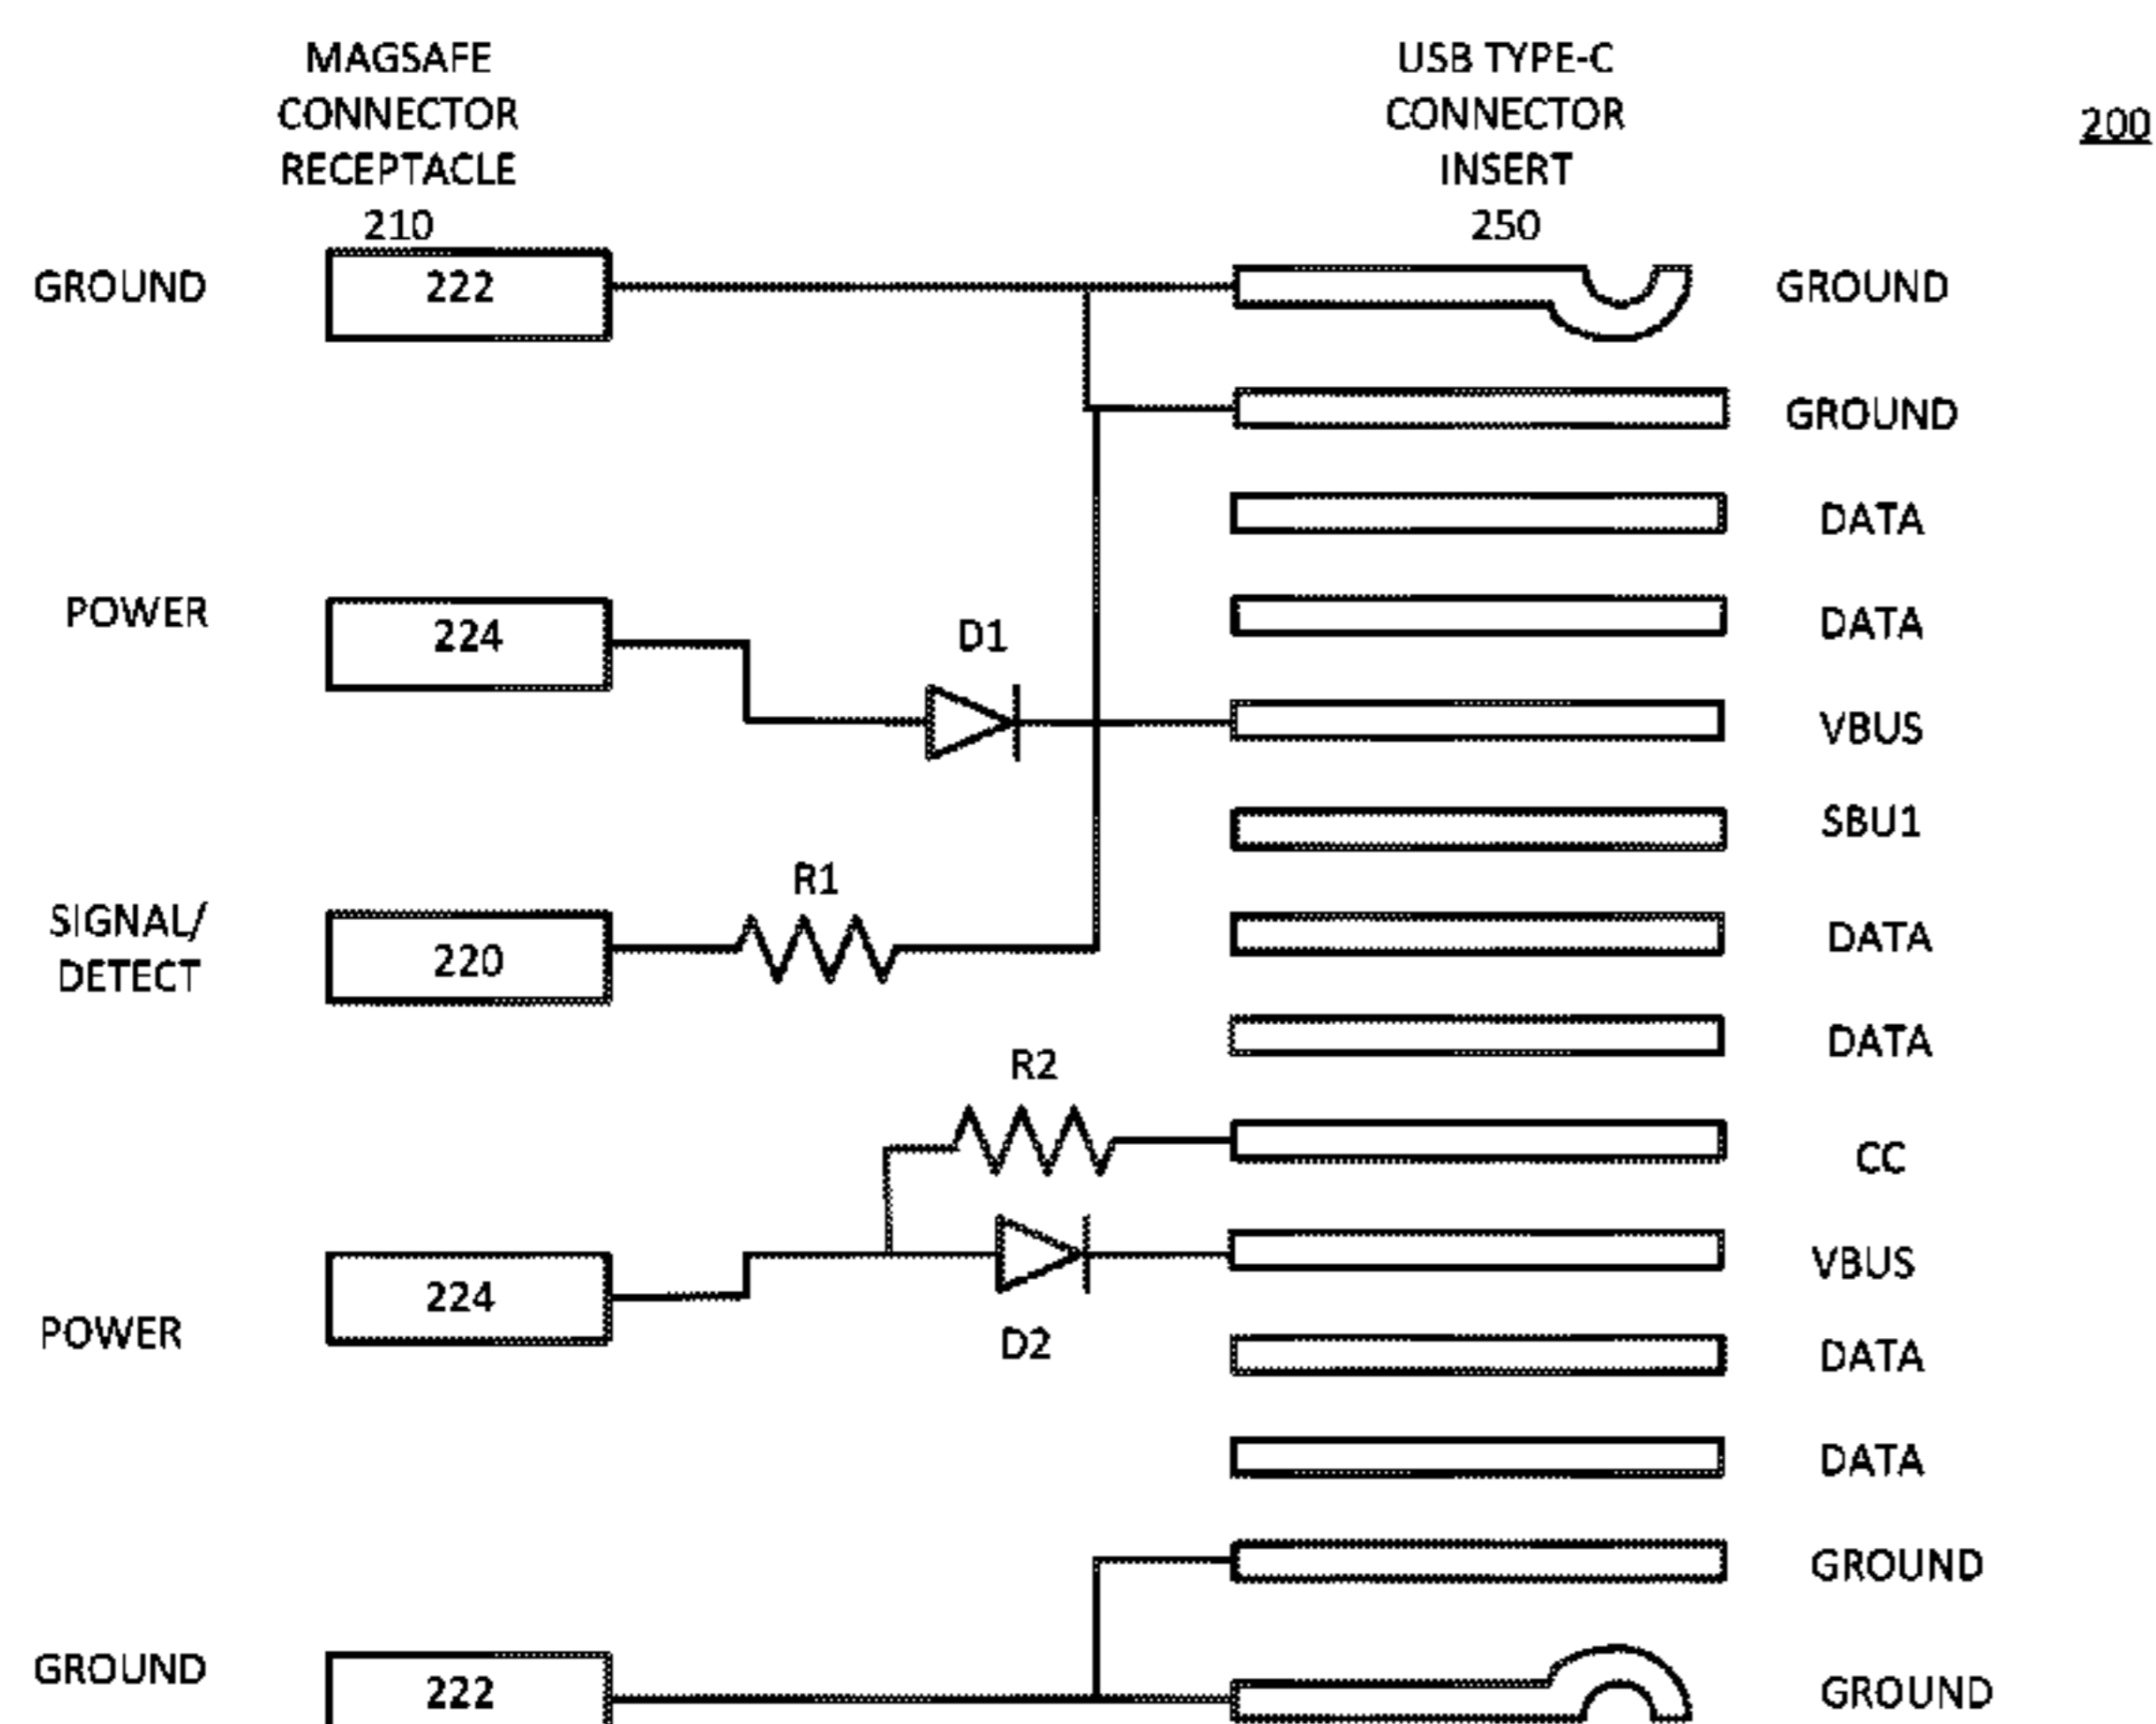 MAGSAFE
CONNECTOR
RECEPTACLE
210
USB TYPE-C
CONNECTOR
INSERT
250
200
GROUND
222
GROUND
GROUND
DATA
DATA
POWER
224
D1
VBUS
SBU1
R1
SIGNAL/
DETECT
220
DATA
DATA
R2
CC
VBUS
224
POWER
D2
DATA
DATA
GROUND
GROUND
222
GROUND